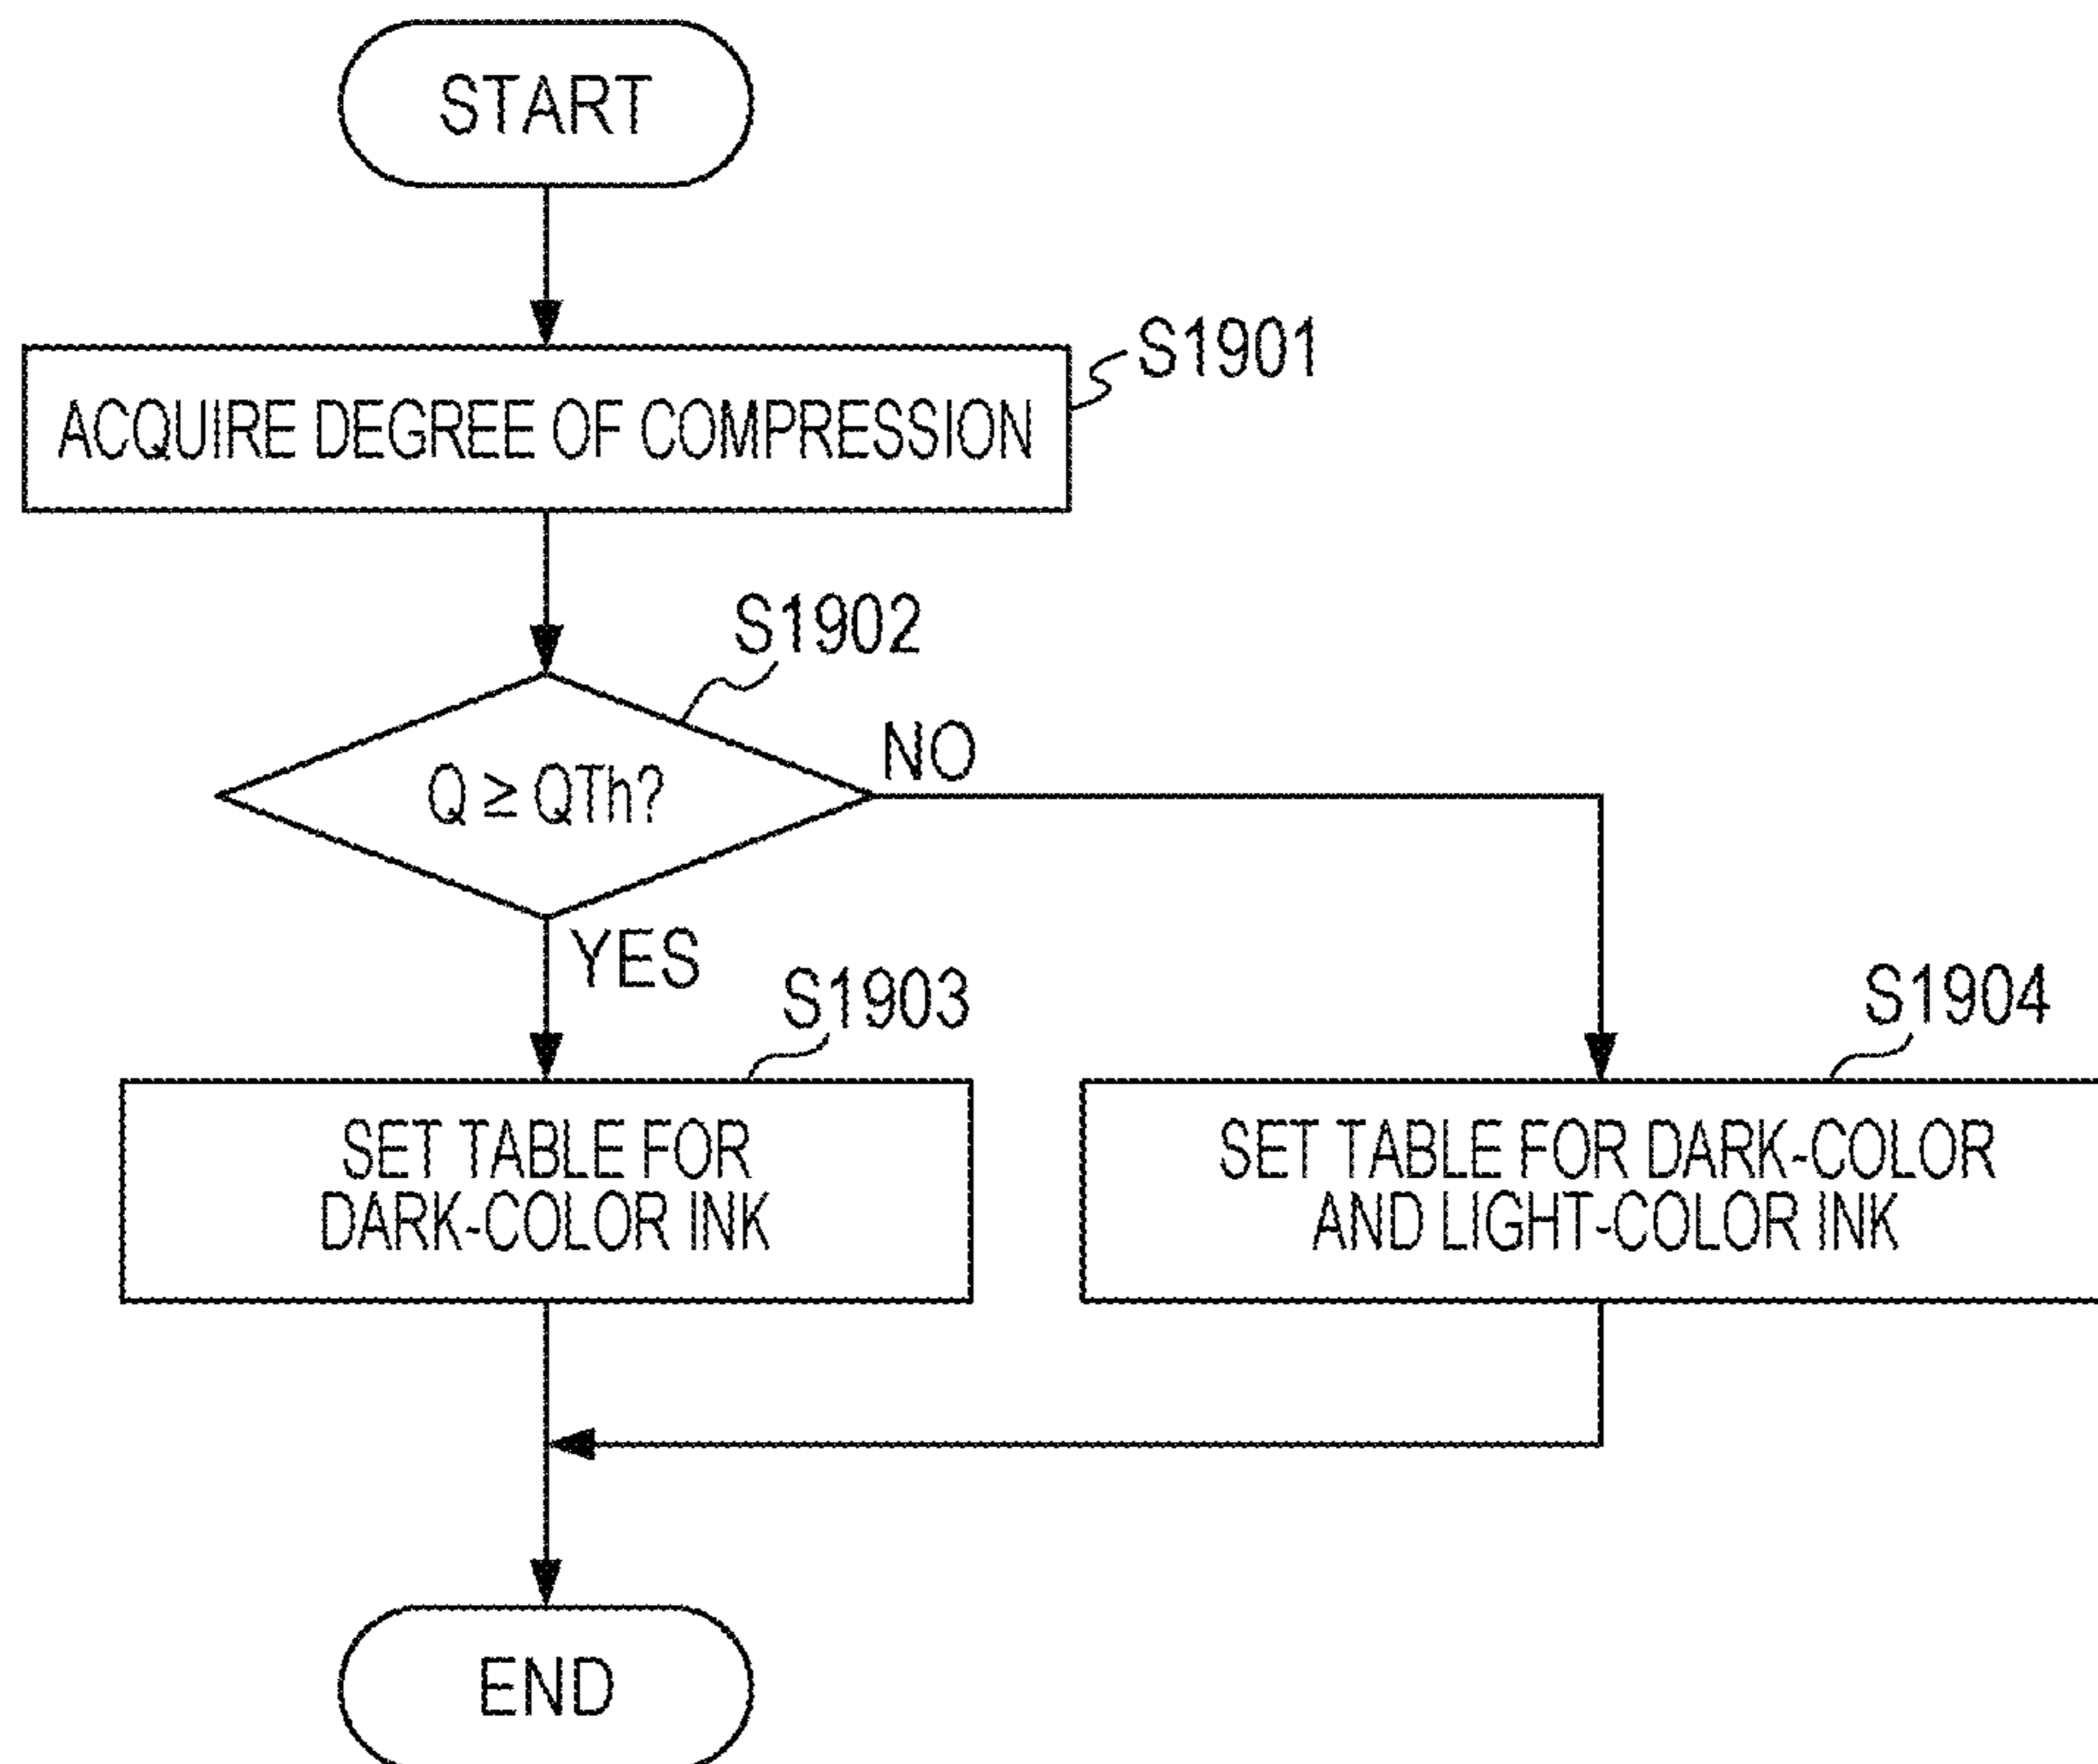 START
S1901
ACQUIRE DEGREE OF COMPRESSION
S1902
NO
Q ≥ QTh?
YES
S1903
S1904
SET TABLE FOR
DARK-COLOR INK
SET TABLE FOR DARK-COLOR
AND LIGHT-COLOR INK
END